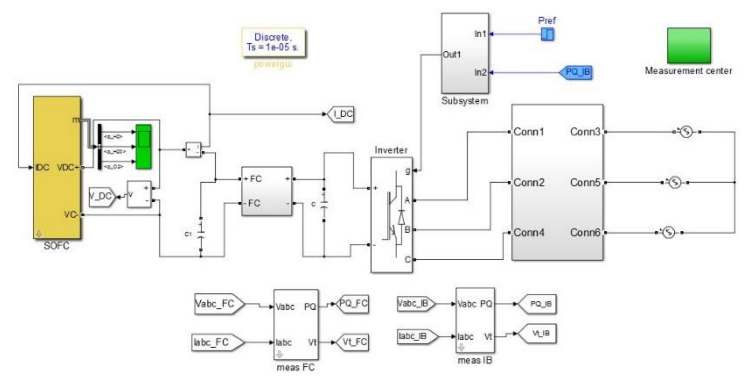 Discrete,
Ts = 1e-05 s.
powergui
Pref
In1
Out1
In2
PQ_IB
Subsystem
Measurement center
I_DC
m
IDC
VDC+
VC-
SOFC
V_DC
v
+ FC
- FC
+
-
C1
C
Inverter
g
+
-
A
B
C
Conn1
Conn2
Conn4
Conn3
Conn5
Conn6
Vabc_FC
Iabc_FC
Vabc
PQ
Iabc
Vt
meas FC
PQ_FC
Vt_FC
Vabc_IB
Iabc_IB
Vabc
PQ
Iabc
Vt
meas IB
PQ_IB
Vt_IB